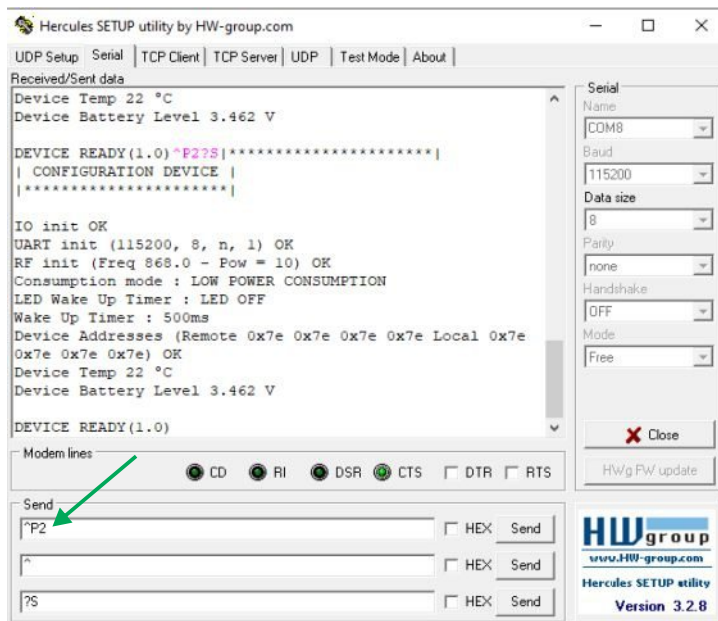 Hercules SETUP utility by HW-group.com
UDP Setup Serial TCP Client TCP Server UDP Test Mode About
Received/Sent data
Device Temp 22 °C
Device Battery Level 3.462 V
DEVICE READY(1.0)^P2?S|**********************|
| CONFIGURATION DEVICE |
|**********************|
IO init OK
UART init (115200, 8, n, 1) OK
RF init (Freq 868.0 - Pow = 10) OK
Consumption mode : LOW POWER CONSUMPTION
LED Wake Up Timer : LED OFF
Wake Up Timer : 500ms
Device Addresses (Remote 0x7e 0x7e 0x7e 0x7e Local 0x7e
0x7e 0x7e 0x7e) OK
Device Temp 22 °C
Device Battery Level 3.462 V
DEVICE READY(1.0)
Serial
Name
COM8
Baud
115200
Data size
8
Parity
none
Handshake
OFF
Mode
Free
Close
HWg FW update
Modem lines
CD RI DSR CTS DTR RTS
Send
^P2 HEX Send
^ HEX Send
?S HEX Send
HW group
www.HW-group.com
Hercules SETUP utility
Version 3.2.8